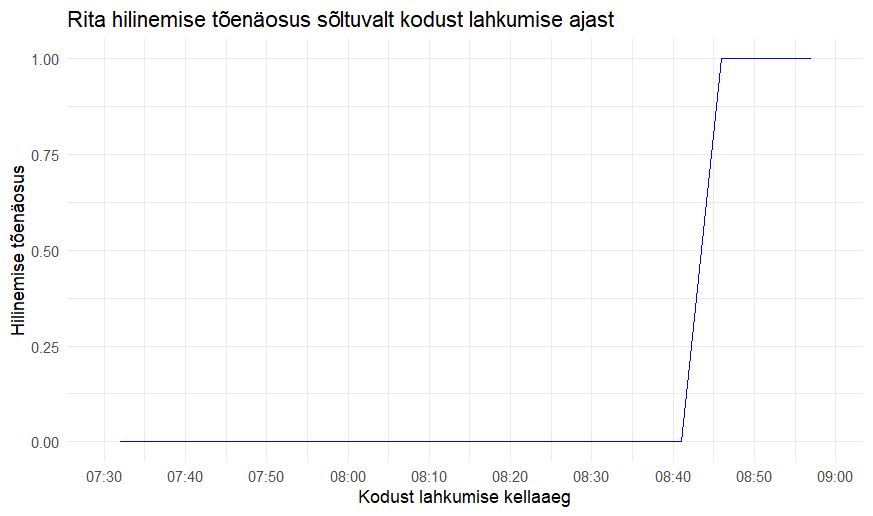 Rita hilinemise tõenäosus sõltuvalt kodust lahkumise ajast
Hilinemise tõenäosus
1.00
0.75
0.50
0.25
0.00
07:30 07:40 07:50 08:00 08:10 08:20 08:30 08:40 08:50 09:00
Kodust lahkumise kellaaeg